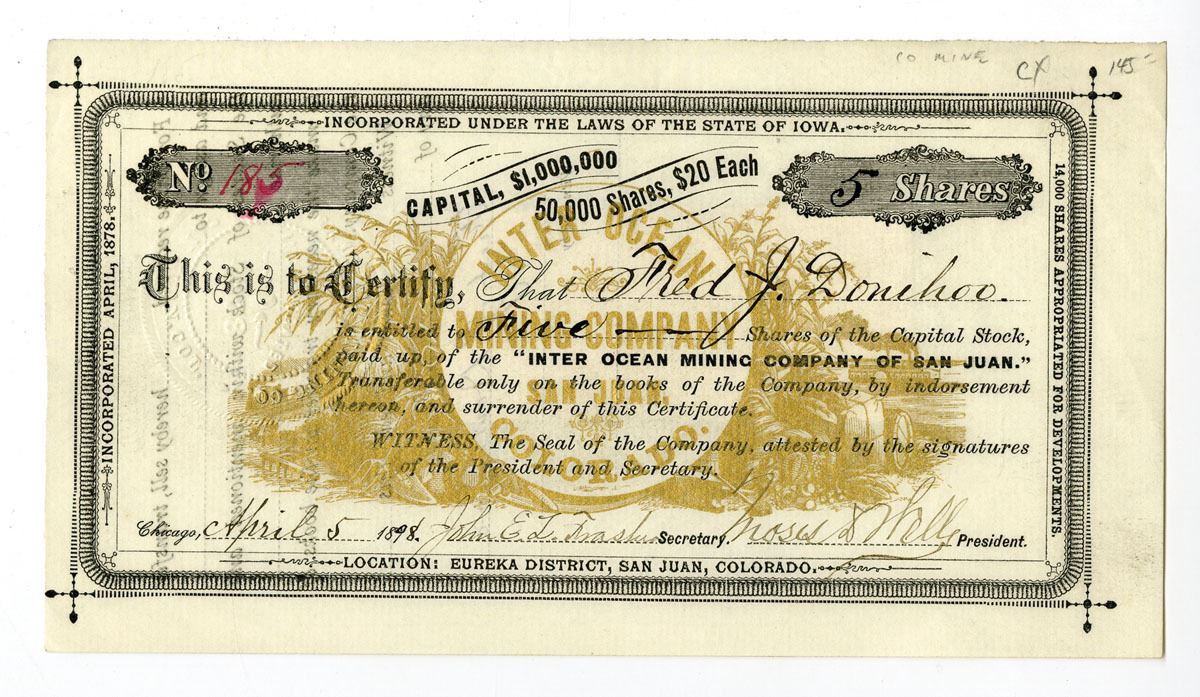 CO MINE CX 145-
INCORPORATED UNDER THE LAWS OF THE STATE OF IOWA.
No. 185
CAPITAL, $1,000,000
50,000 Shares, $20 Each
5 Shares
INCORPORATED APRIL, 1878.
14,000 SHARES APPROPRIATED FOR DEVELOPMENTS.
INTER OCEAN
MINING COMPANY
SAN JUAN
This is to Certify, That Fred J. Donihoo.
is entitled to Five Shares of the Capital Stock,
paid up, of the "INTER OCEAN MINING COMPANY OF SAN JUAN."
Transferable only on the books of the Company, by indorsement
hereon, and surrender of this Certificate.
WITNESS, The Seal of the Company, attested by the signatures
of the President and Secretary.
Chicago, April 5 1898. John E. L. Secretary. Moses President.
LOCATION: EUREKA DISTRICT, SAN JUAN, COLORADO.